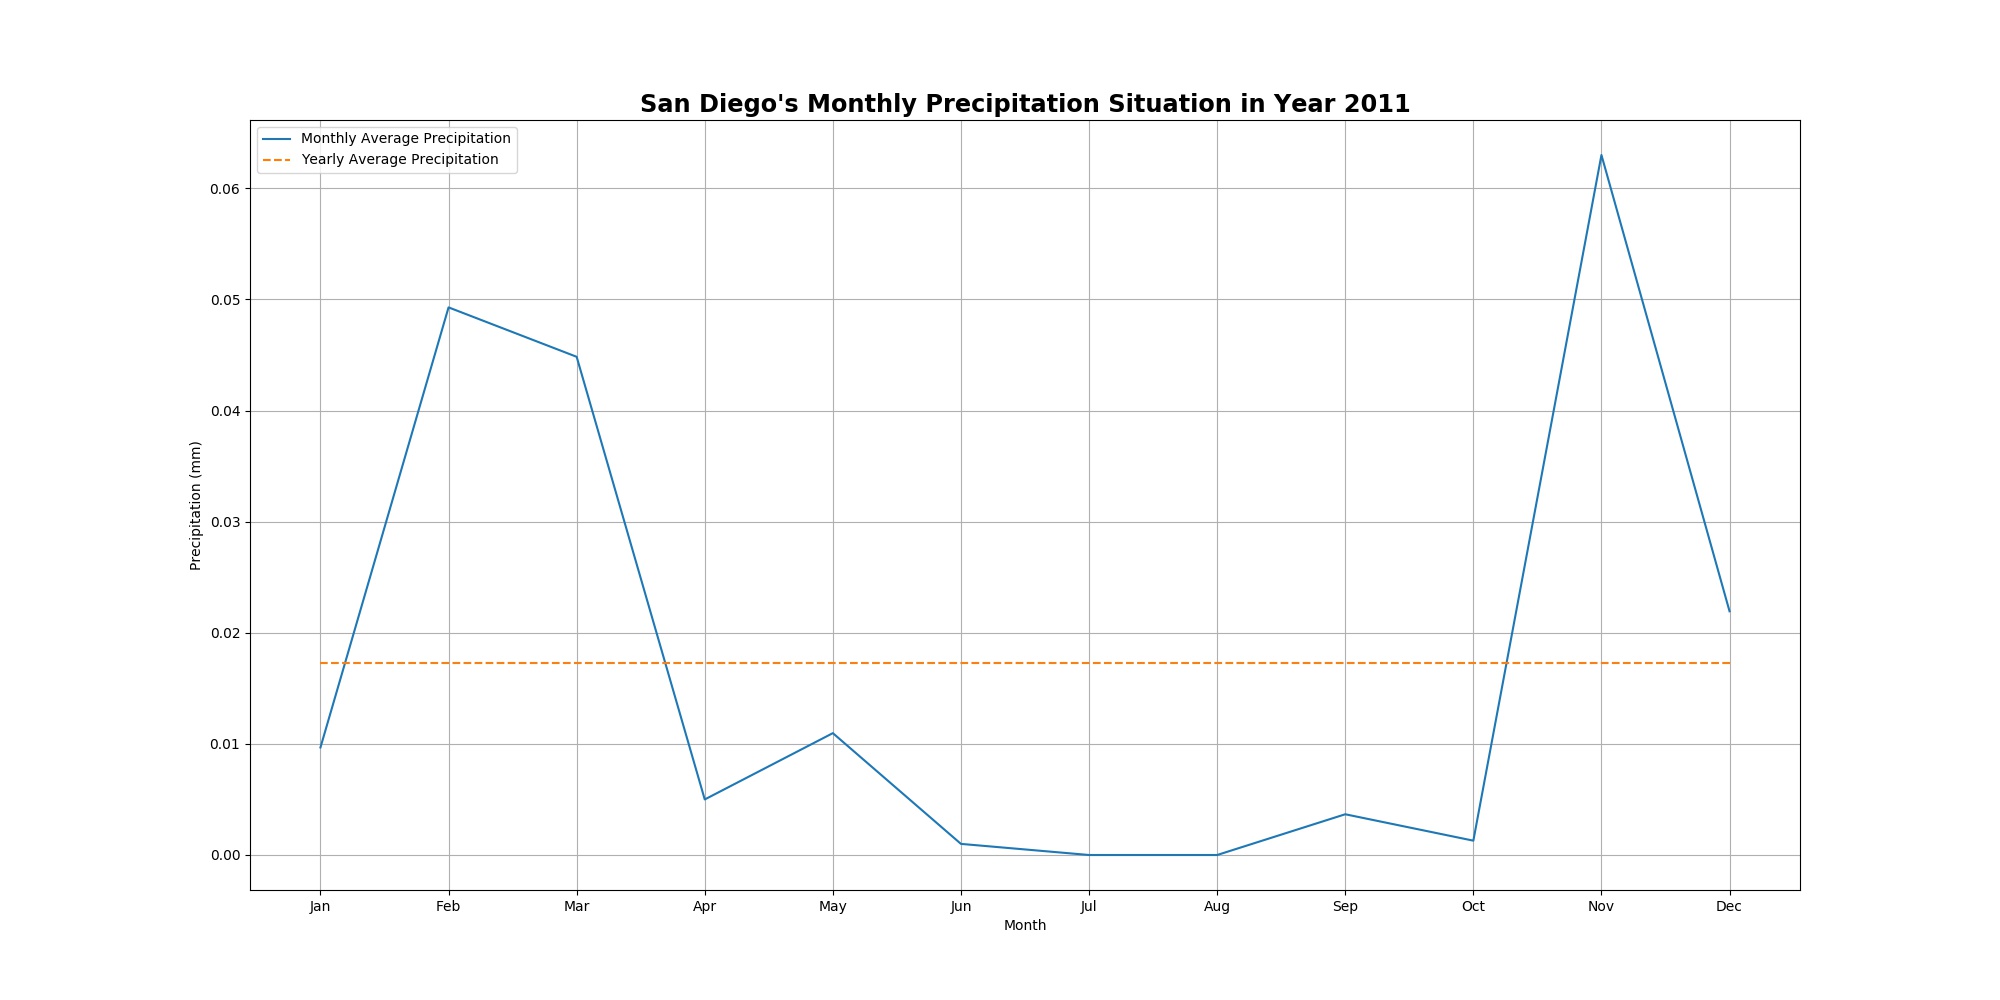 San Diego's Monthly Precipitation Situation in Year 2011
Monthly Average Precipitation
Yearly Average Precipitation
0.06
0.05
0.04
0.03
0.02
0.01
0.00
Precipitation (mm)
Jan Feb Mar Apr May Jun Jul Aug Sep Oct Nov Dec
Month